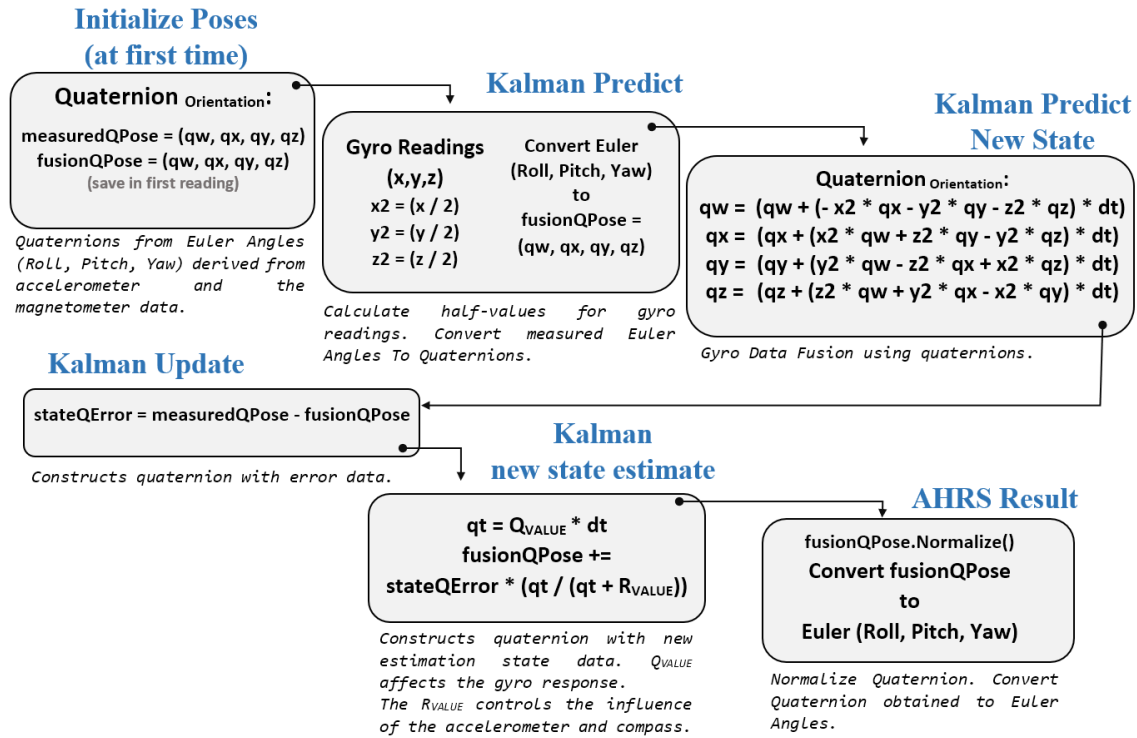 Initialize Poses
(at first time)
Quaternion Orientation:
measuredQPose = (qw, qx, qy, qz)
fusionQPose = (qw, qx, qy, qz)
(save in first reading)
Quaternions from Euler Angles
(Roll, Pitch, Yaw) derived from
accelerometer and the
magnetometer data.
Kalman Predict
Gyro Readings
(x,y,z)
x2 = (x / 2)
y2 = (y / 2)
z2 = (z / 2)
Convert Euler
(Roll, Pitch, Yaw)
to
fusionQPose =
(qw, qx, qy, qz)
Calculate half-values for gyro
readings. Convert measured Euler
Angles To Quaternions.
Kalman Predict
New State
Quaternion Orientation:
qw = (qw + (- x2 * qx - y2 * qy - z2 * qz) * dt)
qx = (qx + (x2 * qw + z2 * qy - y2 * qz) * dt)
qy = (qy + (y2 * qw - z2 * qx + x2 * qz) * dt)
qz = (qz + (z2 * qw + y2 * qx - x2 * qy) * dt)
Gyro Data Fusion using quaternions.
Kalman Update
stateQError = measuredQPose - fusionQPose
Constructs quaternion with error data.
Kalman
new state estimate
qt = QVALUE * dt
fusionQPose +=
stateQError * (qt / (qt + RVALUE))
Constructs quaternion with new
estimation state data. QVALUE
affects the gyro response.
The RVALUE controls the influence
of the accelerometer and compass.
AHRS Result
fusionQPose.Normalize()
Convert fusionQPose
to
Euler (Roll, Pitch, Yaw)
Normalize Quaternion. Convert
Quaternion obtained to Euler
Angles.